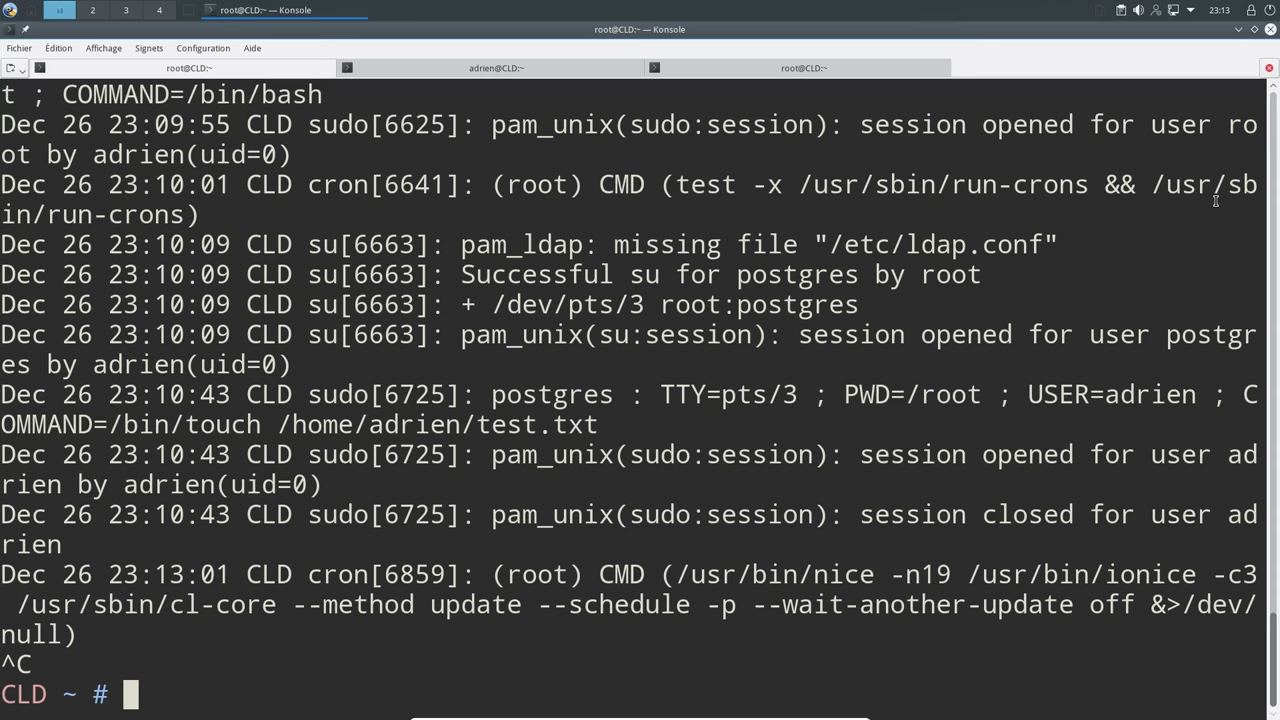 1 2 3 4 root@CLD:~ — Konsole 23:13
root@CLD:~ — Konsole
Fichier Édition Affichage Signets Configuration Aide
root@CLD:~ adrien@CLD:~ root@CLD:~
t ; COMMAND=/bin/bash
Dec 26 23:09:55 CLD sudo[6625]: pam_unix(sudo:session): session opened for user ro
ot by adrien(uid=0)
Dec 26 23:10:01 CLD cron[6641]: (root) CMD (test -x /usr/sbin/run-crons && /usr/sb
in/run-crons)
Dec 26 23:10:09 CLD su[6663]: pam_ldap: missing file "/etc/ldap.conf"
Dec 26 23:10:09 CLD su[6663]: Successful su for postgres by root
Dec 26 23:10:09 CLD su[6663]: + /dev/pts/3 root:postgres
Dec 26 23:10:09 CLD su[6663]: pam_unix(su:session): session opened for user postgr
es by adrien(uid=0)
Dec 26 23:10:43 CLD sudo[6725]: postgres : TTY=pts/3 ; PWD=/root ; USER=adrien ; C
OMMAND=/bin/touch /home/adrien/test.txt
Dec 26 23:10:43 CLD sudo[6725]: pam_unix(sudo:session): session opened for user ad
rien by adrien(uid=0)
Dec 26 23:10:43 CLD sudo[6725]: pam_unix(sudo:session): session closed for user ad
rien
Dec 26 23:13:01 CLD cron[6859]: (root) CMD (/usr/bin/nice -n19 /usr/bin/ionice -c3
 /usr/sbin/cl-core --method update --schedule -p --wait-another-update off &>/dev/
null)
^C
CLD ~ #